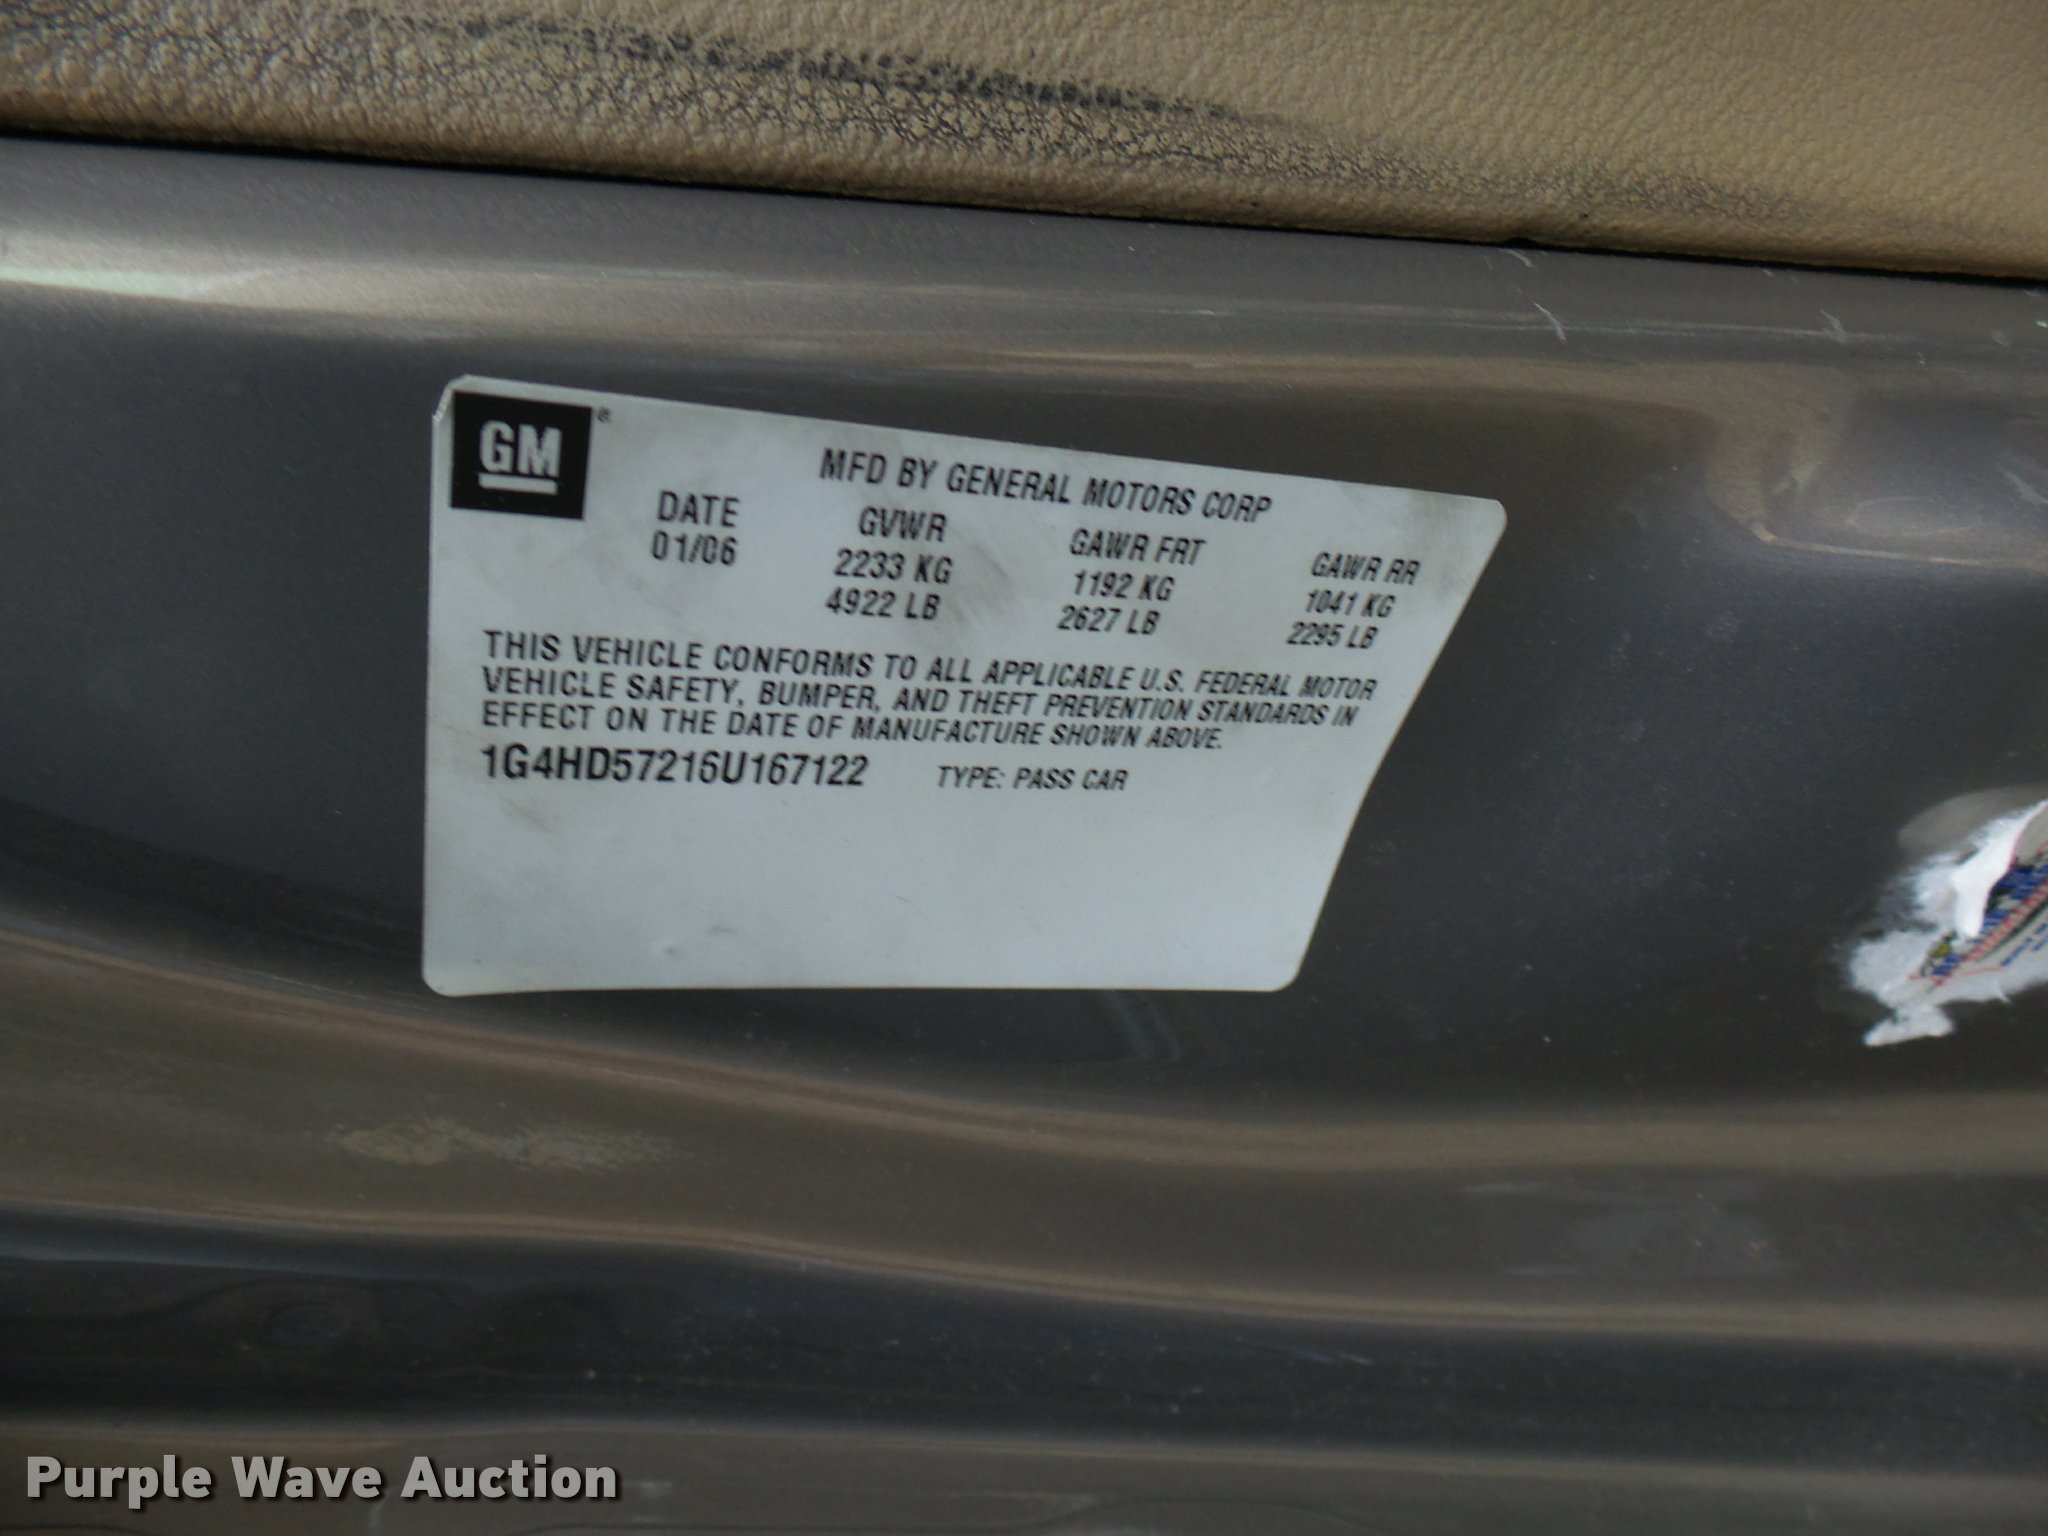 GM
MFD BY GENERAL MOTORS CORP
DATE GVWR GAWR FRT GAWR RR
01/06 2233 KG 1192 KG 1041 KG
4922 LB 2627 LB 2295 LB
THIS VEHICLE CONFORMS TO ALL APPLICABLE U.S. FEDERAL MOTOR
VEHICLE SAFETY, BUMPER, AND THEFT PREVENTION STANDARDS IN
EFFECT ON THE DATE OF MANUFACTURE SHOWN ABOVE.
1G4HD57216U167122 TYPE: PASS CAR
Purple Wave Auction